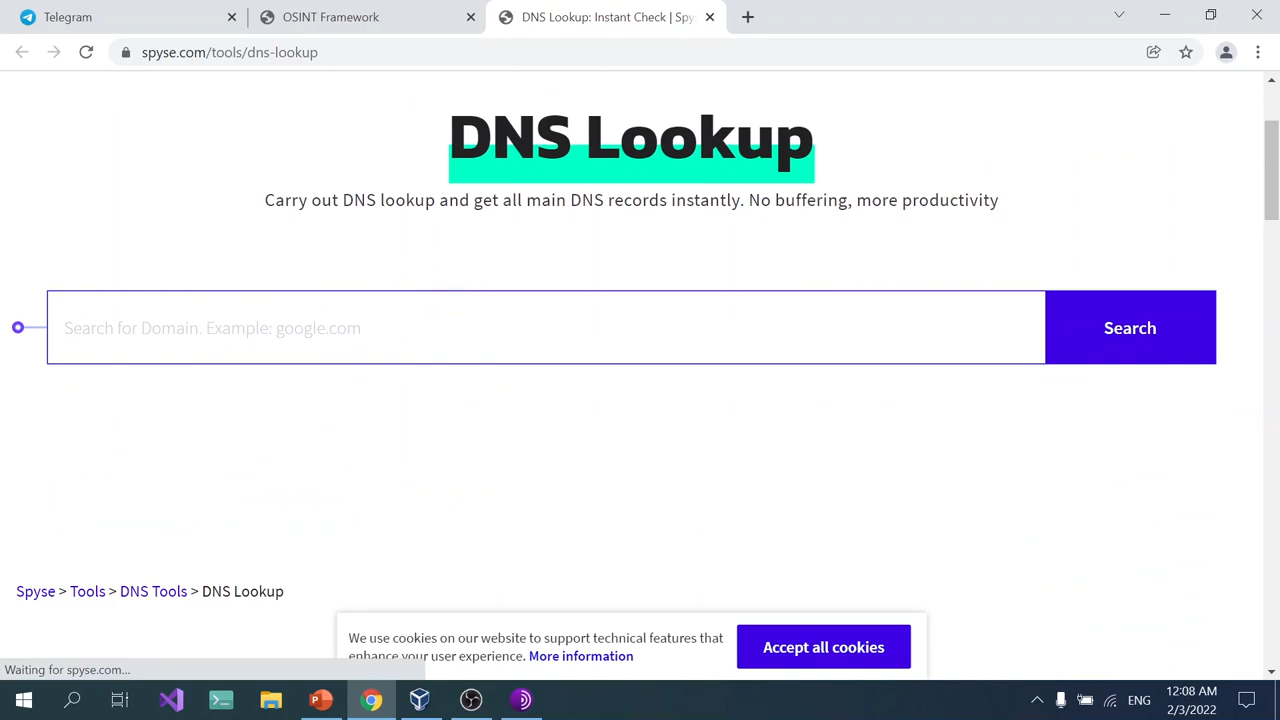 Telegram
OSINT Framework
DNS Lookup: Instant Check | Spy
spyse.com/tools/dns-lookup
DNS Lookup
Carry out DNS lookup and get all main DNS records instantly. No buffering, more productivity
Search for Domain. Example: google.com
Search
Spyse > Tools > DNS Tools > DNS Lookup
We use cookies on our website to support technical features that
enhance your user experience. More information
Accept all cookies
Waiting for spyse.com...
ENG
12:08 AM
2/3/2022